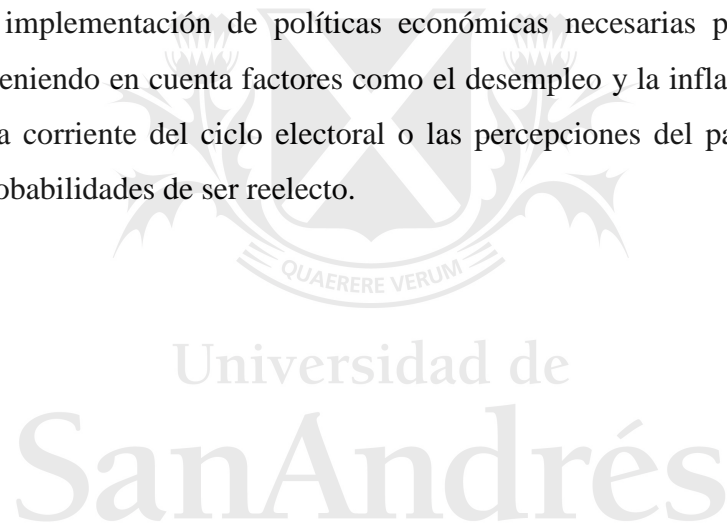 implementación de políticas económicas necesarias p
eniendo en cuenta factores como el desempleo y la infla
a corriente del ciclo electoral o las percepciones del pa
obabilidades de ser reelecto.
QUAERERE VERUM
Universidad de
SanAndrés